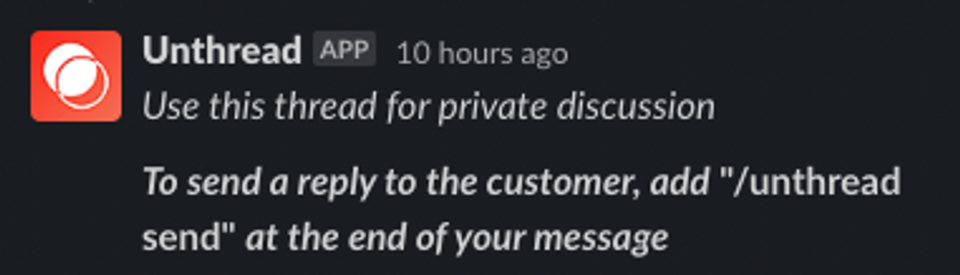 Unthread APP 10 hours ago
Use this thread for private discussion
To send a reply to the customer, add "/unthread
send" at the end of your message